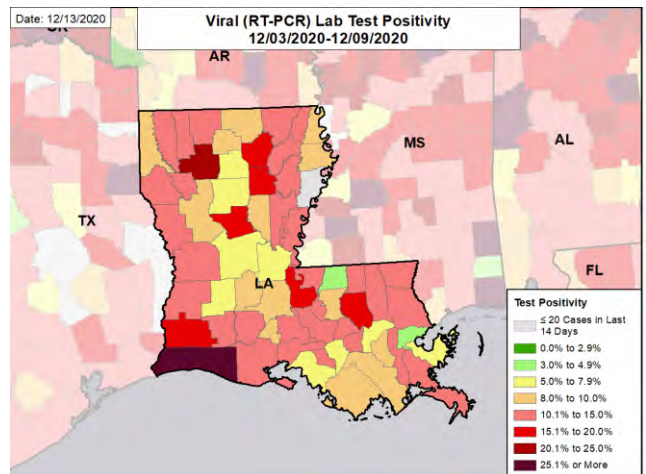 Date: 12/13/2020
Viral (RT-PCR) Lab Test Positivity
12/03/2020-12/09/2020
AR
MS
AL
TX
LA
FL
Test Positivity
≤ 20 Cases in Last
14 Days
0.0% to 2.9%
3.0% to 4.9%
5.0% to 7.9%
8.0% to 10.0%
10.1% to 15.0%
15.1% to 20.0%
20.1% to 25.0%
25.1% or More